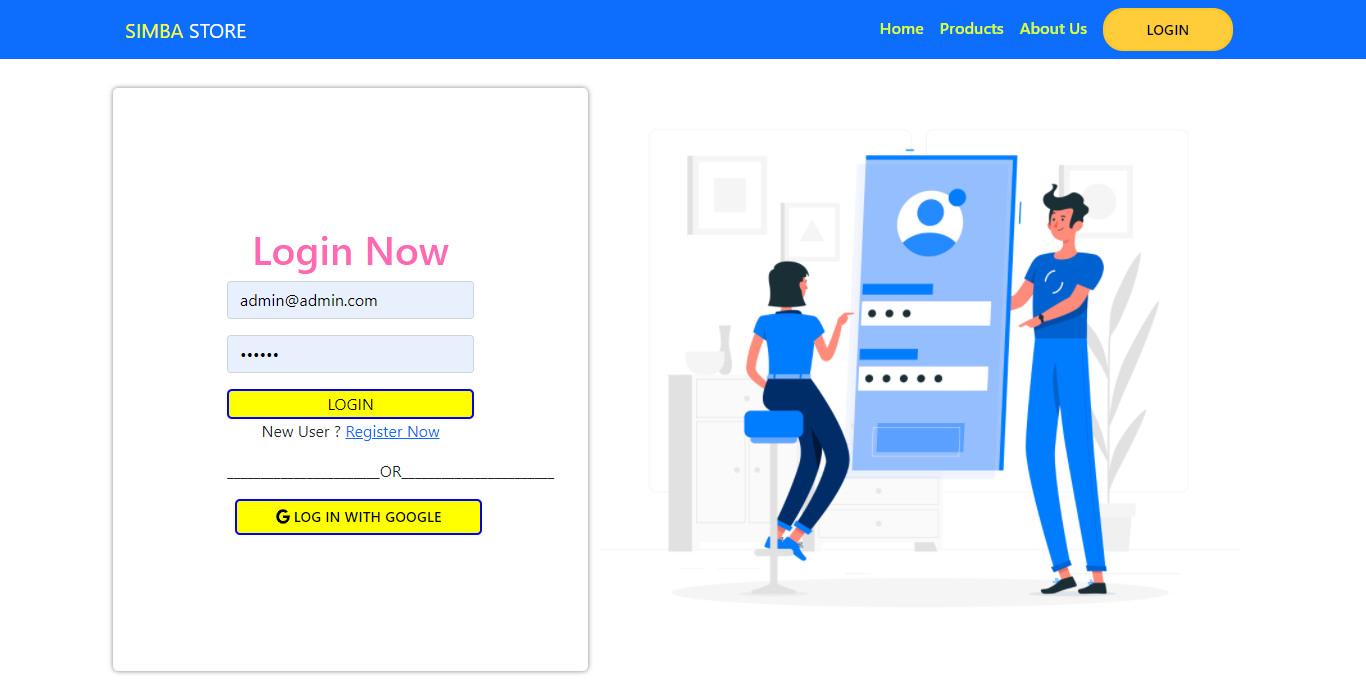 SIMBA STORE
Home Products About Us LOGIN
Login Now
admin@admin.com
••••••
LOGIN
New User ? Register Now
_______________________OR_______________________
G LOG IN WITH GOOGLE